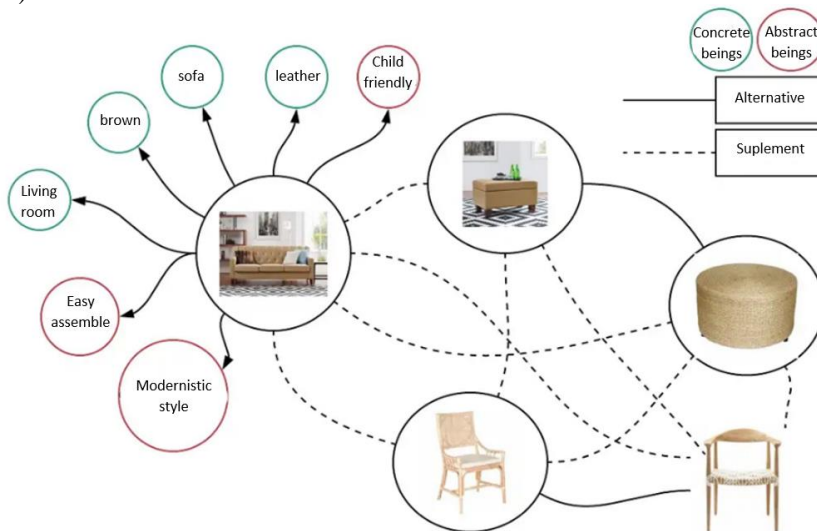 Concrete
beings
Abstract
beings
Alternative
Suplement
Child
friendly
leather
sofa
brown
Living
room
Easy
assemble
Modernistic
style